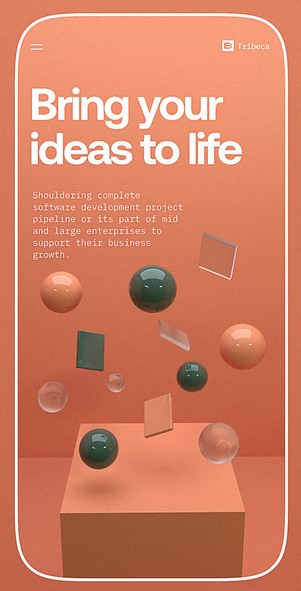 Tribeca
Bring your
ideas to life
Shouldering complete
software development project
pipeline or its part of mid
and large enterprises to
support their business
growth.